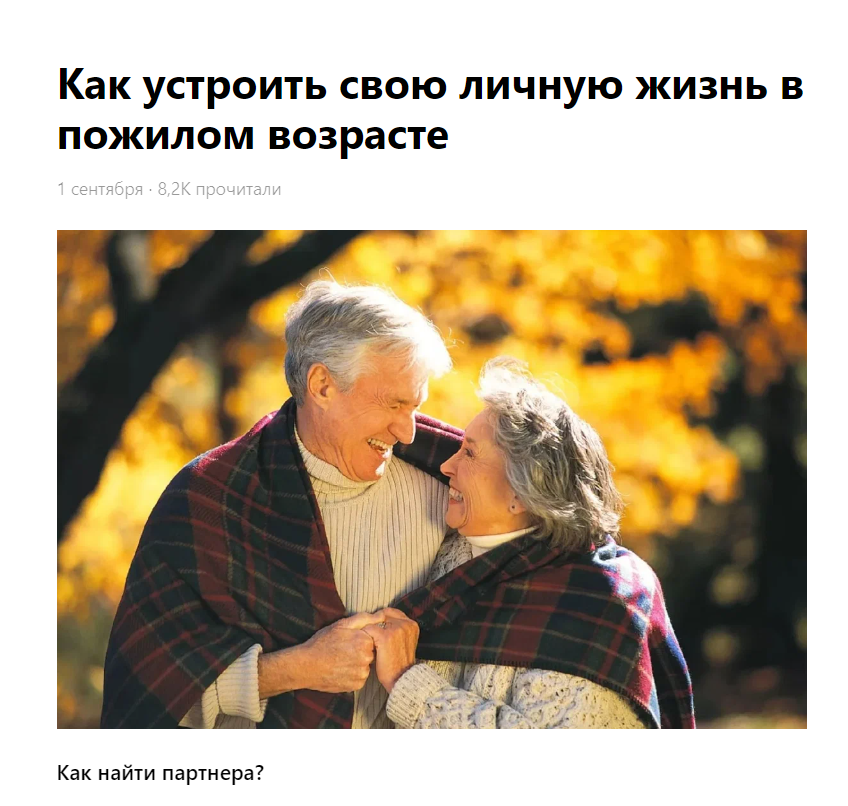 Как устроить свою личную жизнь в
пожилом возрасте
1 сентября · 8,2K прочитали
Как найти партнера?